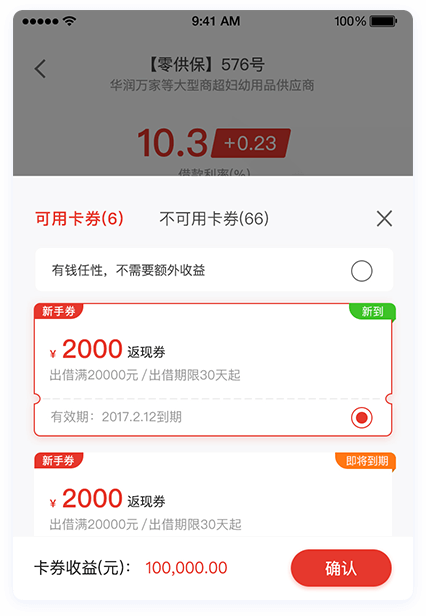 9:41 AM 100%
【零供保】576号
华润万家等大型商超妇幼用品供应商
10.3 +0.23
借款利率(%)
可用卡券(6) 不可用卡券(66)
有钱任性，不需要额外收益
新手券 新到
¥ 2000 返现券
出借满20000元 / 出借期限30天起
有效期：2017.2.12到期
新手券 即将到期
¥ 2000 返现券
出借满20000元 / 出借期限30天起
卡券收益(元)： 100,000.00 确认